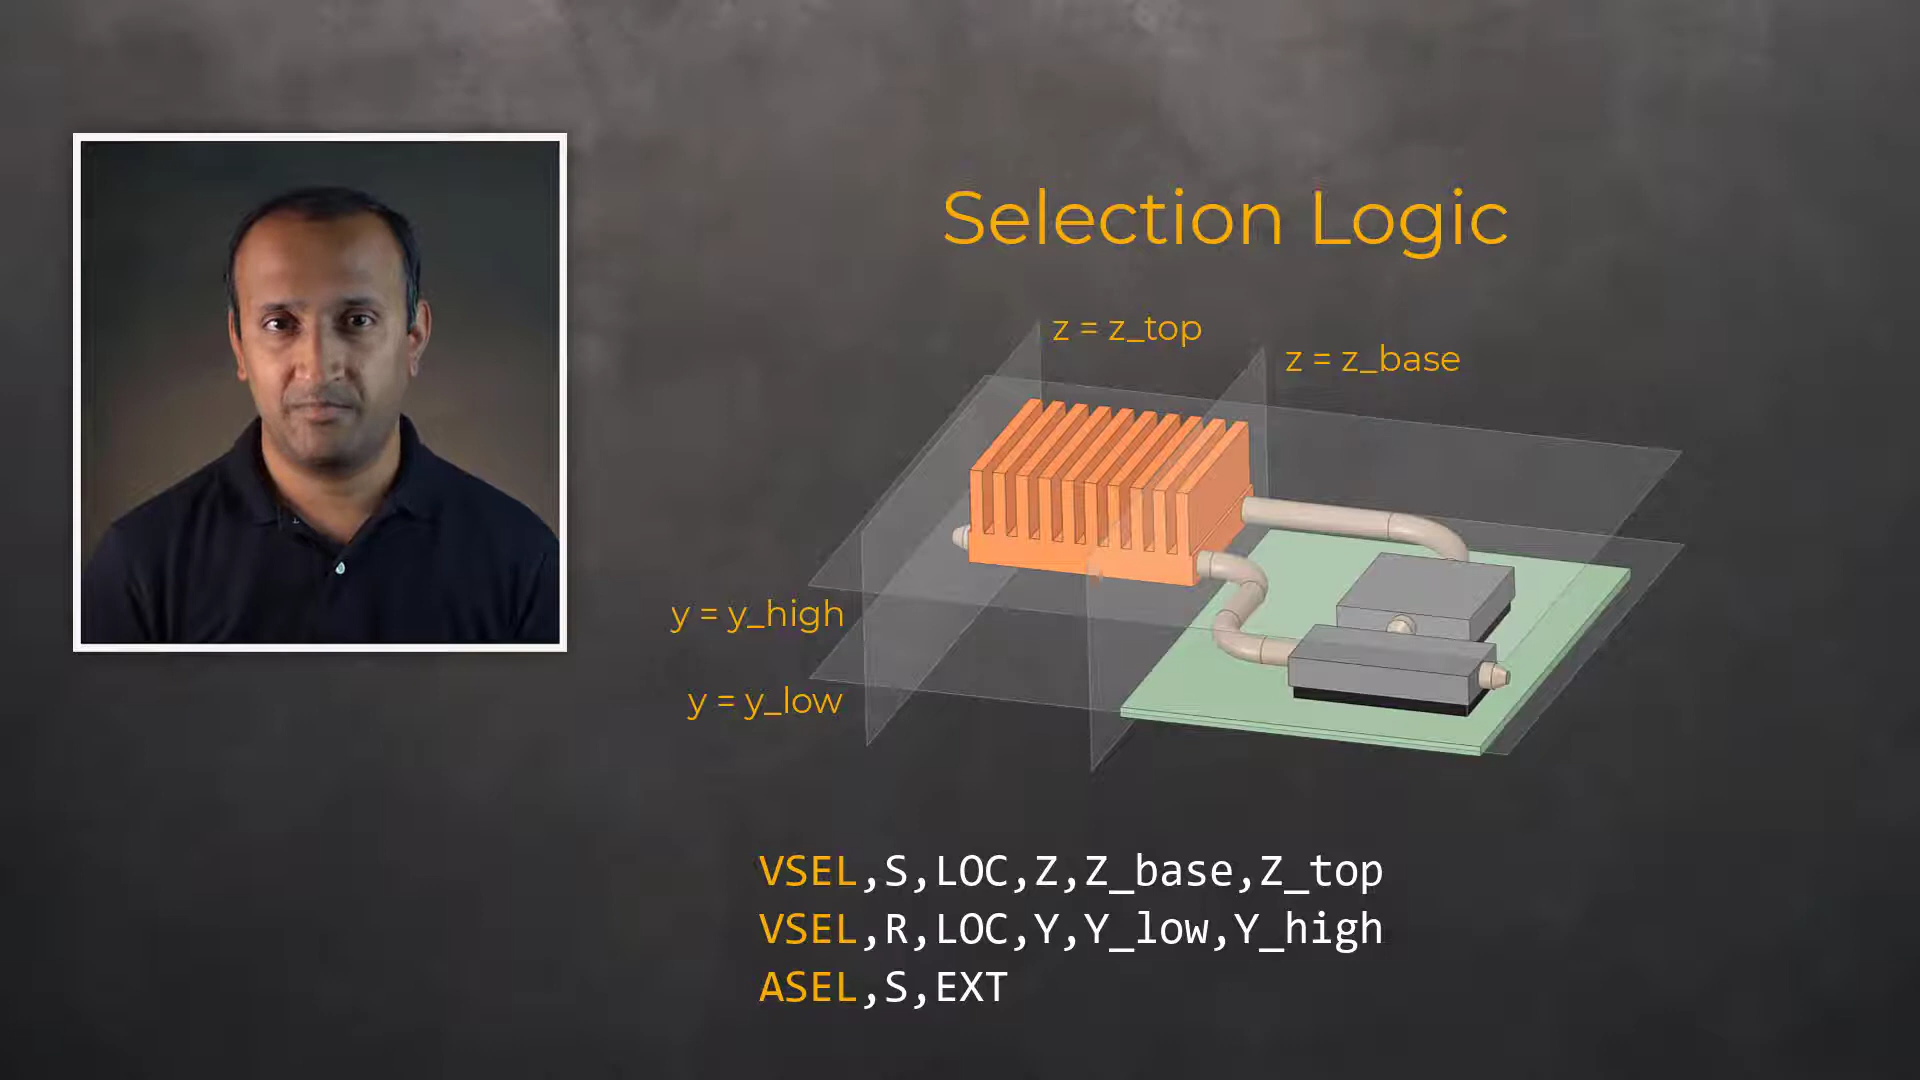 Selection Logic
z = z_top
z = z_base
y = y_high
y = y_low
VSEL,S,LOC,Z,Z_base,Z_top
VSEL,R,LOC,Y,Y_low,Y_high
ASEL,S,EXT